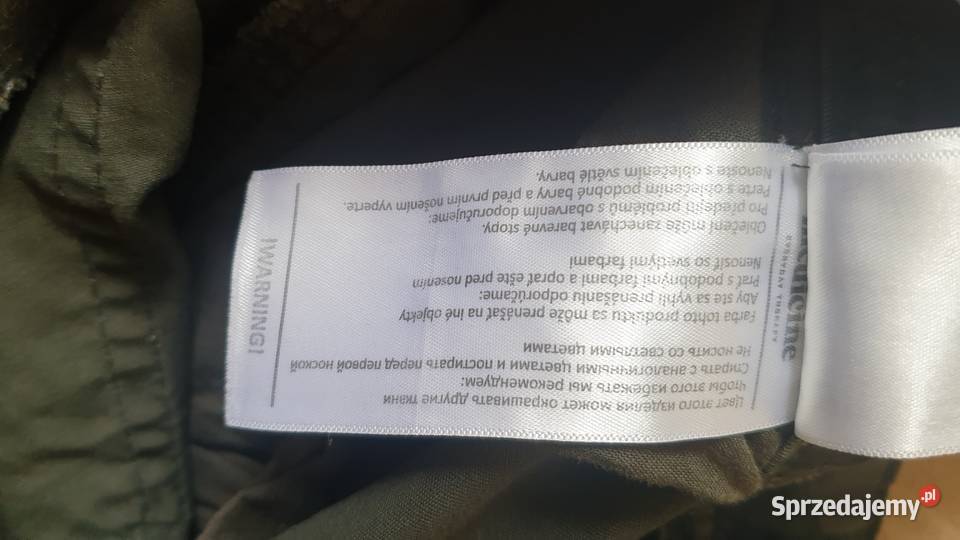 medicine
EVERYDAY THERAPY
!WARNING!
Цвет этого изделия может окрашивать другие ткани
Чтобы этого избежать мы рекомендуем:
Стирать с аналогичными цветами и постирать перед первой ноской
Не носить со светлыми цветами
Farba tohto produktu sa môže prenášať na iné objekty
Aby ste sa vyhli prenášaniu odporúčame:
Prať s podobnými farbami a oprať ešte pred nosením
Nenosiť so svetlými farbami
Oblečení může zanechávat barevné stopy.
Pro předejití problémů s obarvením doporučujeme:
Perte s oblečením podobné barvy a před prvním nošením vyperte.
Nenoste s oblečením světlé barvy.
Sprzedajemy.pl